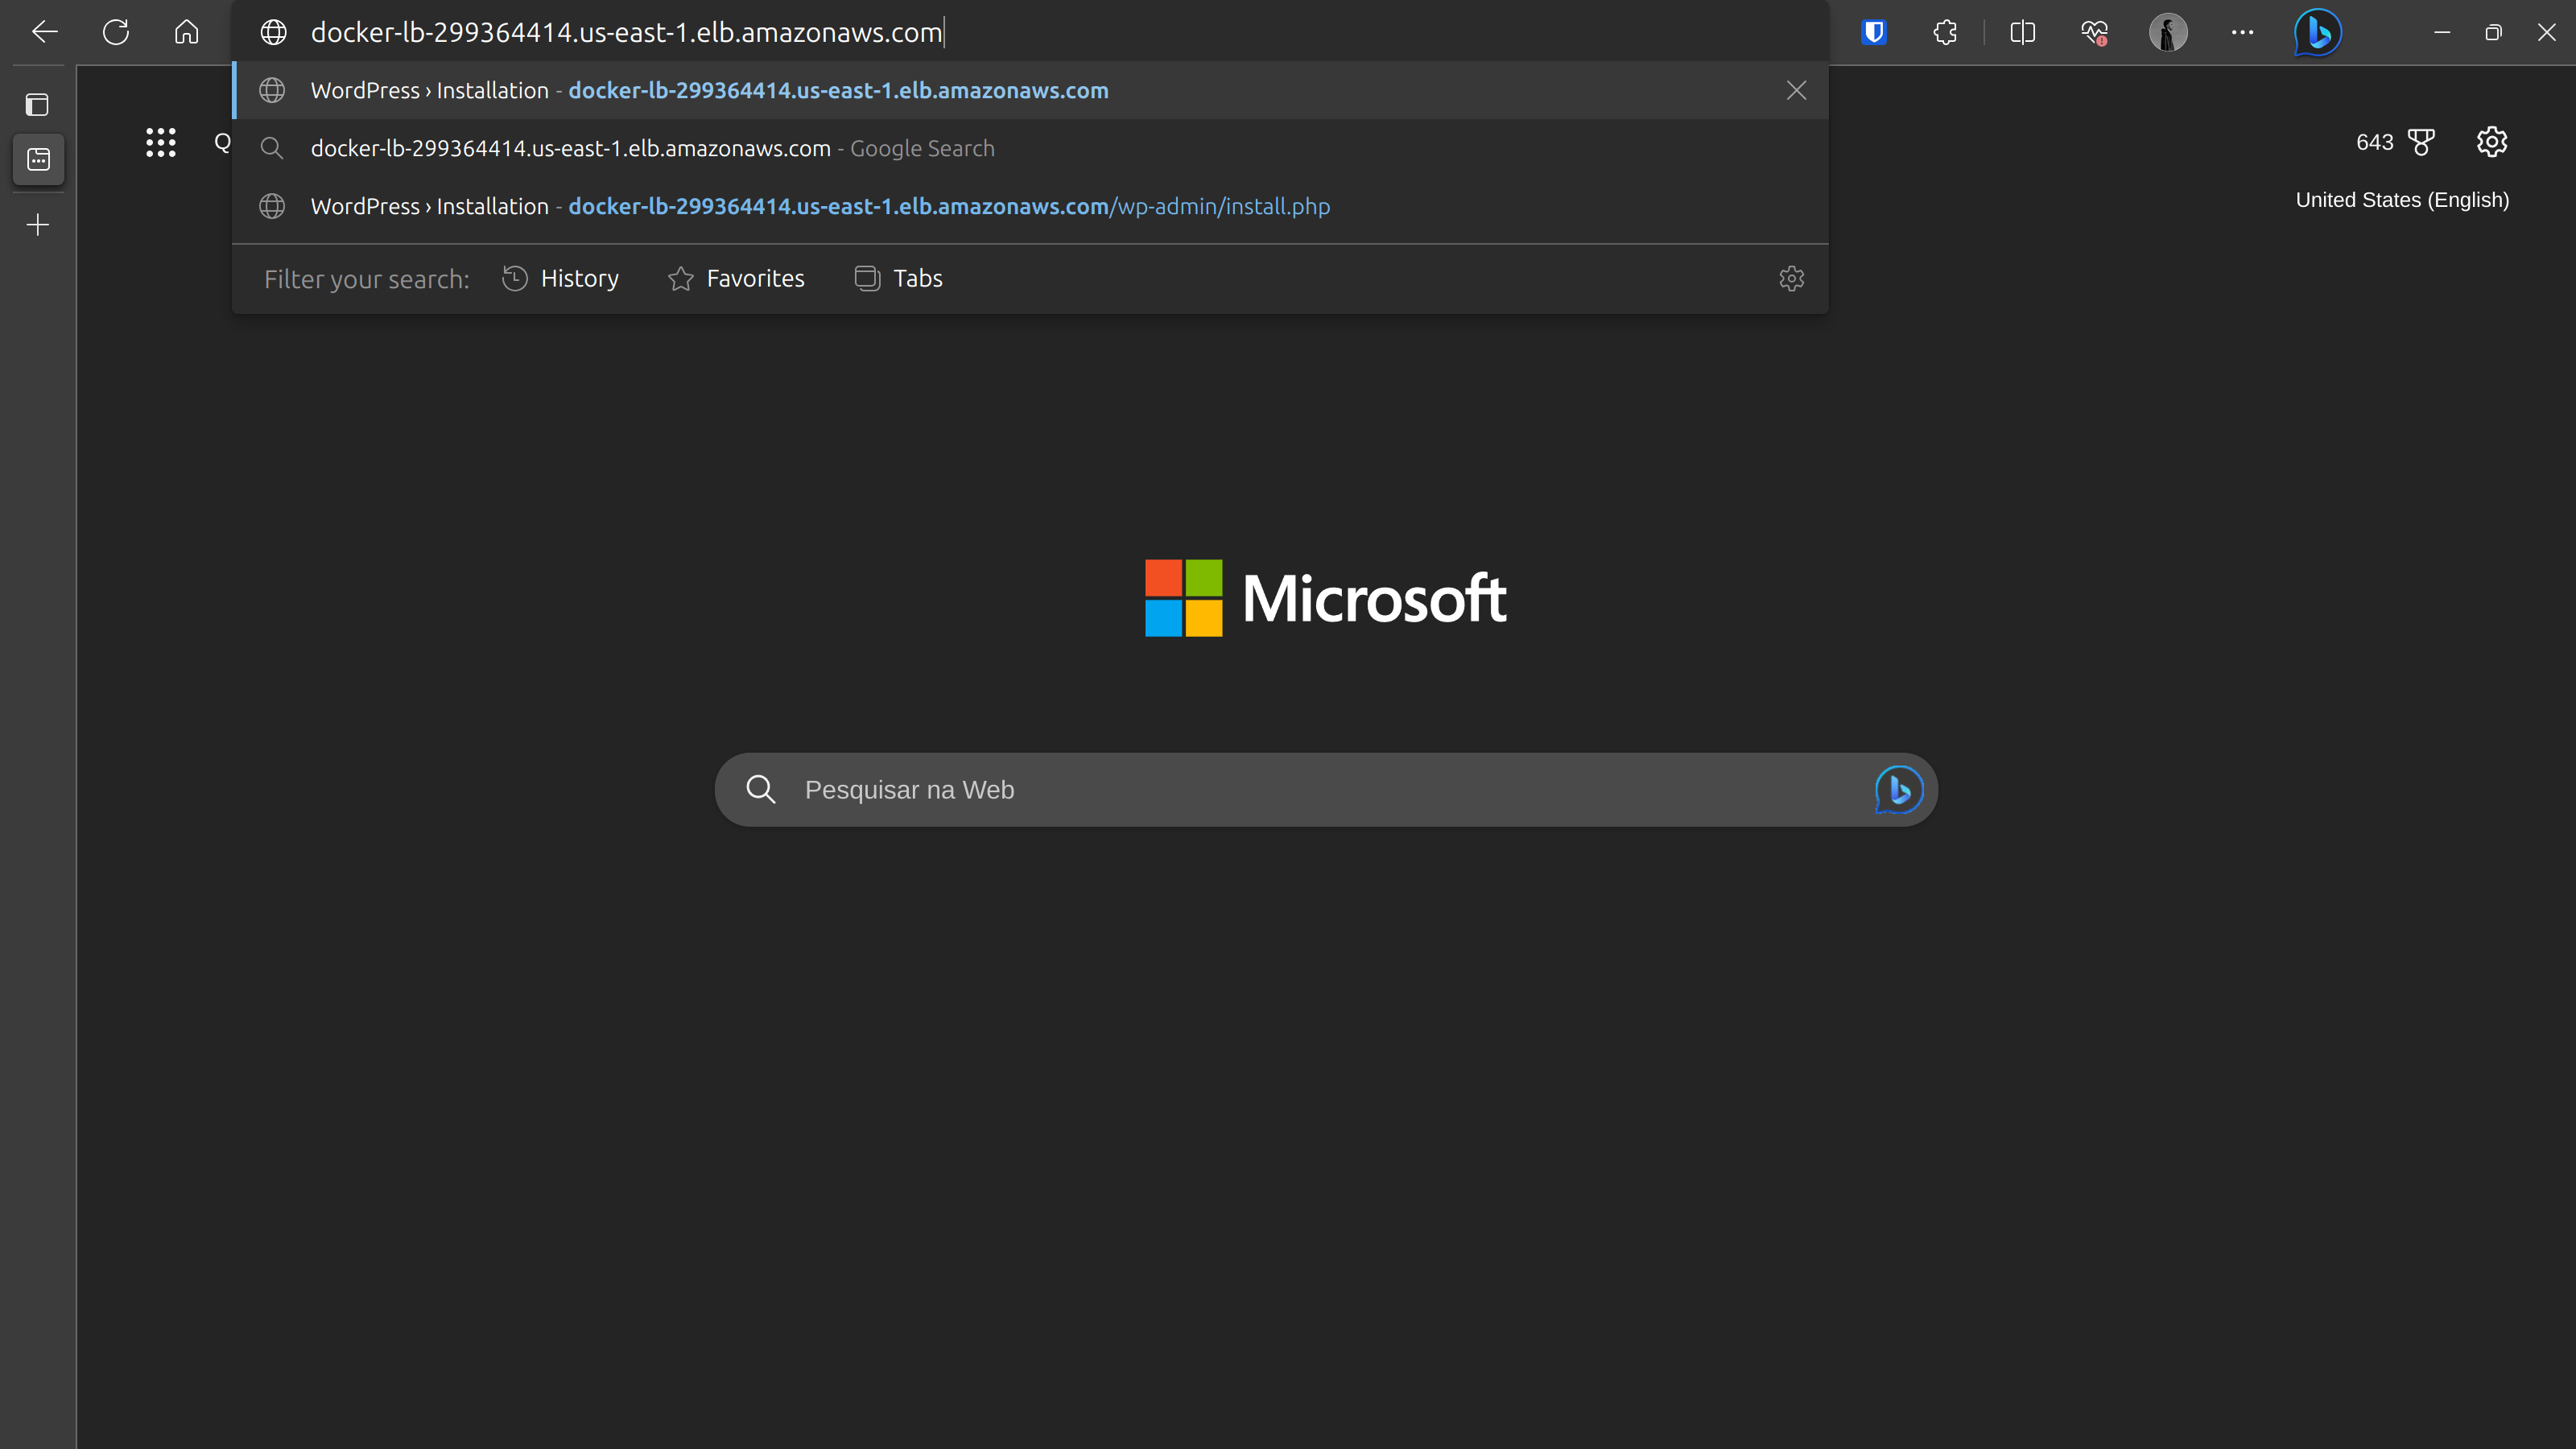 docker-lb-299364414.us-east-1.elb.amazonaws.com
WordPress › Installation - docker-lb-299364414.us-east-1.elb.amazonaws.com
docker-lb-299364414.us-east-1.elb.amazonaws.com - Google Search
WordPress › Installation - docker-lb-299364414.us-east-1.elb.amazonaws.com/wp-admin/install.php
Filter your search: History Favorites Tabs
643
United States (English)
Microsoft
Pesquisar na Web